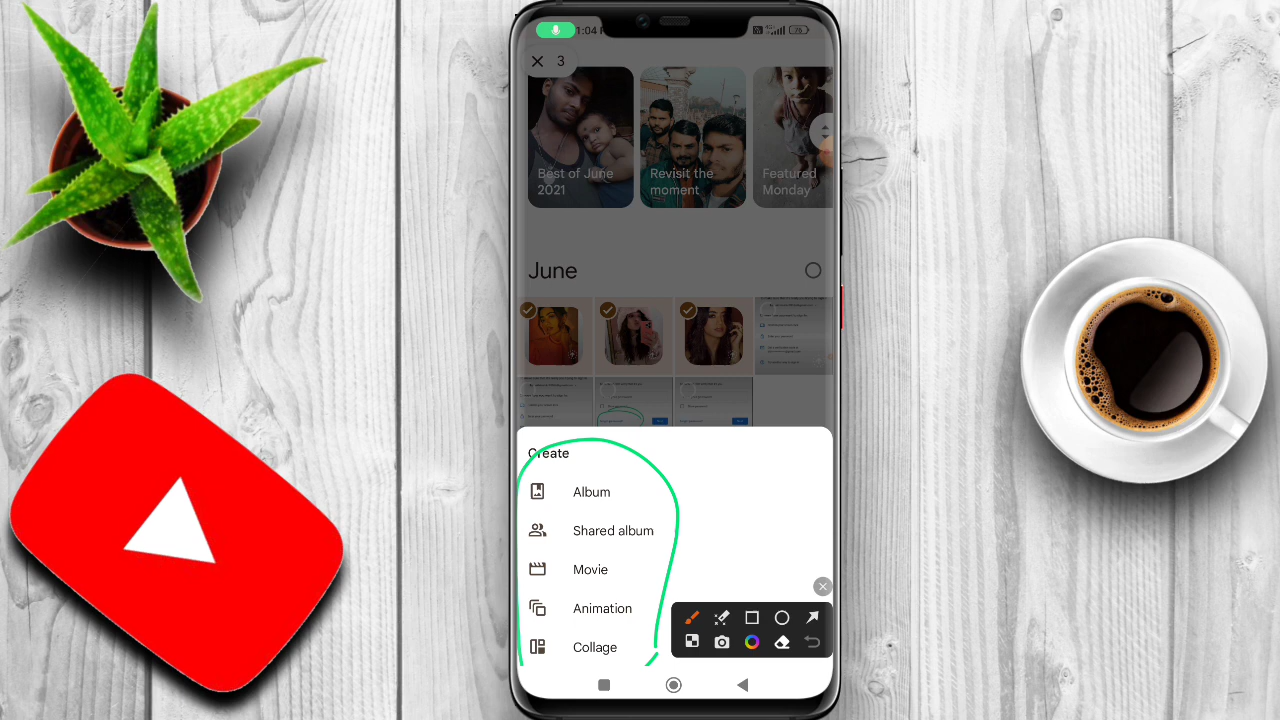 1:04
76
3
Best of June
2021
Revisit the
moment
Featured
Monday
June
Create
Album
Shared album
Movie
Animation
Collage